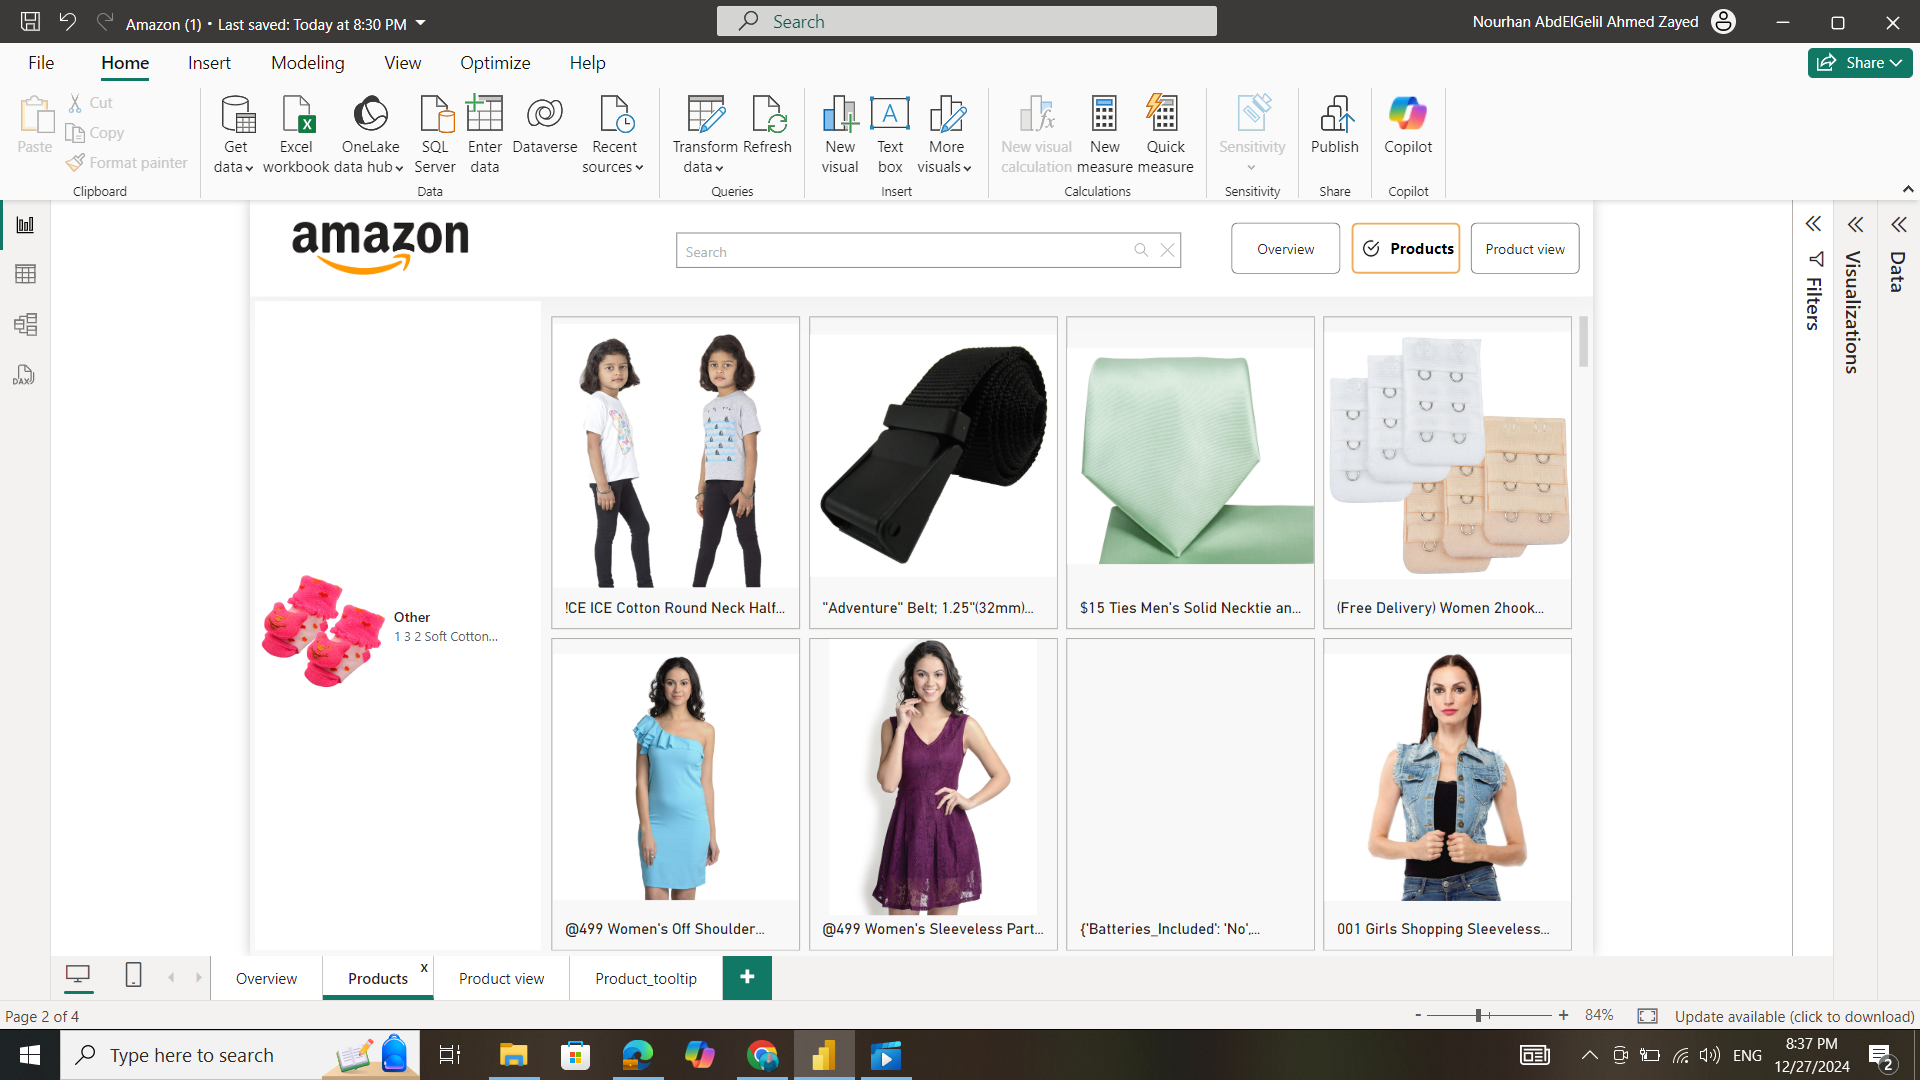 Amazon (1) • Last saved: Today at 8:30 PM
Search
Nourhan AbdElGelil Ahmed Zayed
File
Home
Insert
Modeling
View
Optimize
Help
Share
Paste
Cut
Copy
Format painter
Clipboard
Get data
Excel workbook
OneLake data hub
SQL Server
Enter data
Dataverse
Recent sources
Data
Transform data
Refresh
Queries
New visual
Text box
More visuals
Insert
New visual calculation
New measure
Quick measure
Calculations
Sensitivity
Sensitivity
Publish
Share
Copilot
Copilot
amazon
Search
Overview
Products
Product view
Filters
Visualizations
Data
DAX
Other
1 3 2 Soft Cotton...
!CE ICE Cotton Round Neck Half...
"Adventure" Belt; 1.25"(32mm)...
$15 Ties Men's Solid Necktie an...
(Free Delivery) Women 2hook...
@499 Women's Off Shoulder...
@499 Women's Sleeveless Part...
{'Batteries_Included': 'No',...
001 Girls Shopping Sleeveless...
Overview
Products
x
Product view
Product_tooltip
+
Page 2 of 4
- + 84%
Update available (click to download)
Type here to search
ENG
8:37 PM
12/27/2024
2